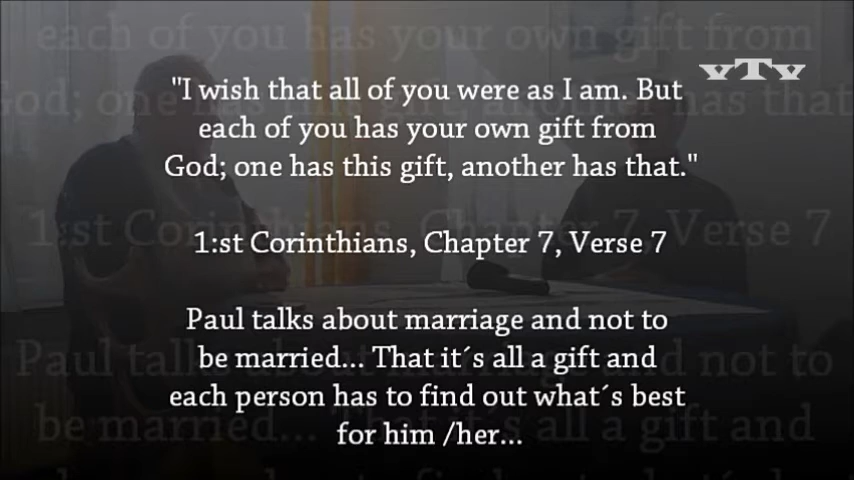 vTv
"I wish that all of you were as I am. But
each of you has your own gift from
God; one has this gift, another has that."
1:st Corinthians, Chapter 7, Verse 7
Paul talks about marriage and not to
be married... That it´s all a gift and
each person has to find out what´s best
for him /her...